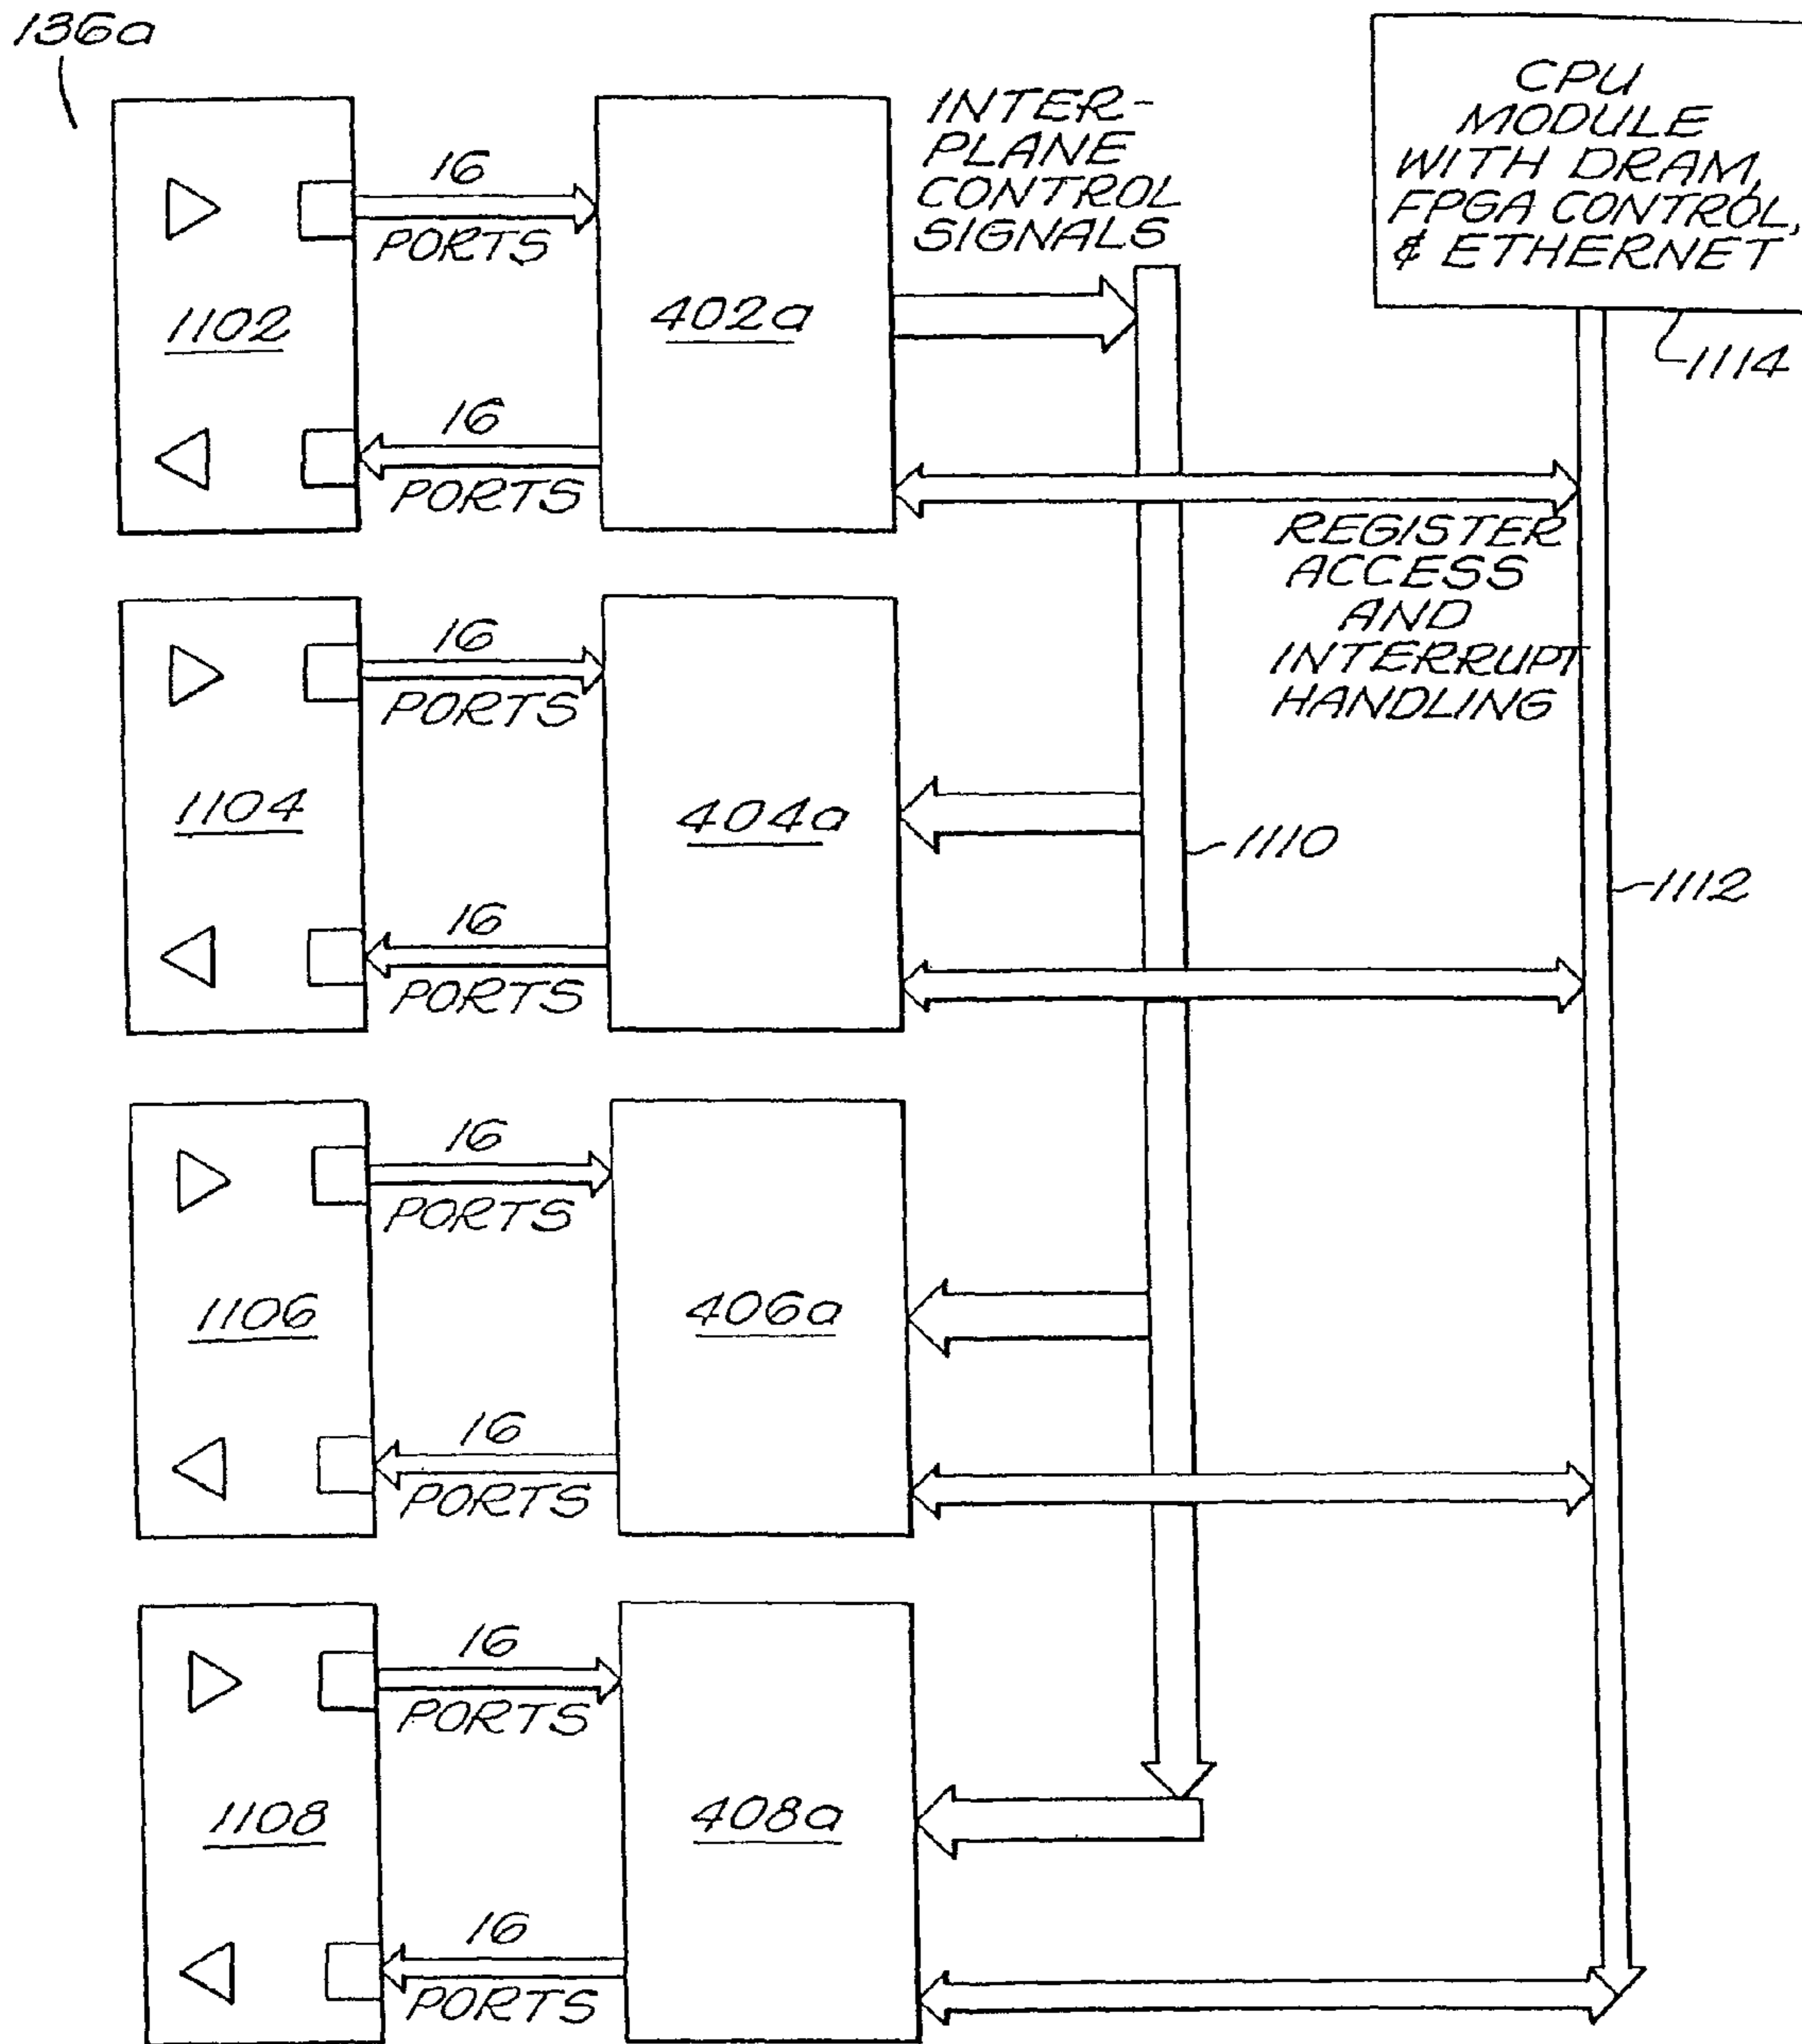 136a
CPU
MODULE
WITH DRAM,
FPGA CONTROL,
& ETHERNET
1114
INTER-
PLANE
CONTROL
SIGNALS
16
PORTS
1102
402a
16
PORTS
REGISTER
ACCESS
AND
INTERRUPT
HANDLING
16
PORTS
1104
404a
1110
1112
16
PORTS
16
PORTS
1106
406a
16
PORTS
16
PORTS
1108
408a
16
PORTS